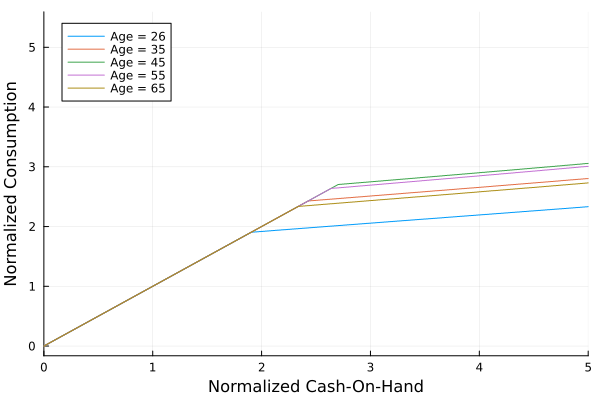 5
4
3
2
1
0
Normalized Consumption
Age = 26
Age = 35
Age = 45
Age = 55
Age = 65
0 1 2 3 4 5
Normalized Cash-On-Hand